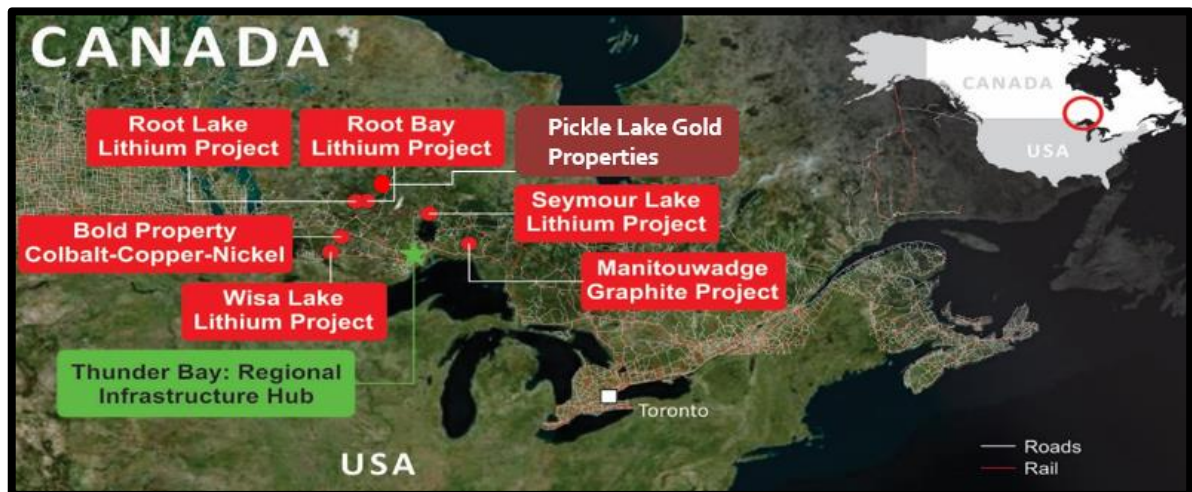 CANADA
Root Lake
Lithium Project
Root Bay
Lithium Project
Pickle Lake Gold
Properties
Seymour Lake
Lithium Project
Bold Property
Colbalt-Copper-Nickel
Manitouwadge
Graphite Project
Wisa Lake
Lithium Project
Thunder Bay: Regional
Infrastructure Hub
Toronto
USA
CANADA
USA
Roads
Rail